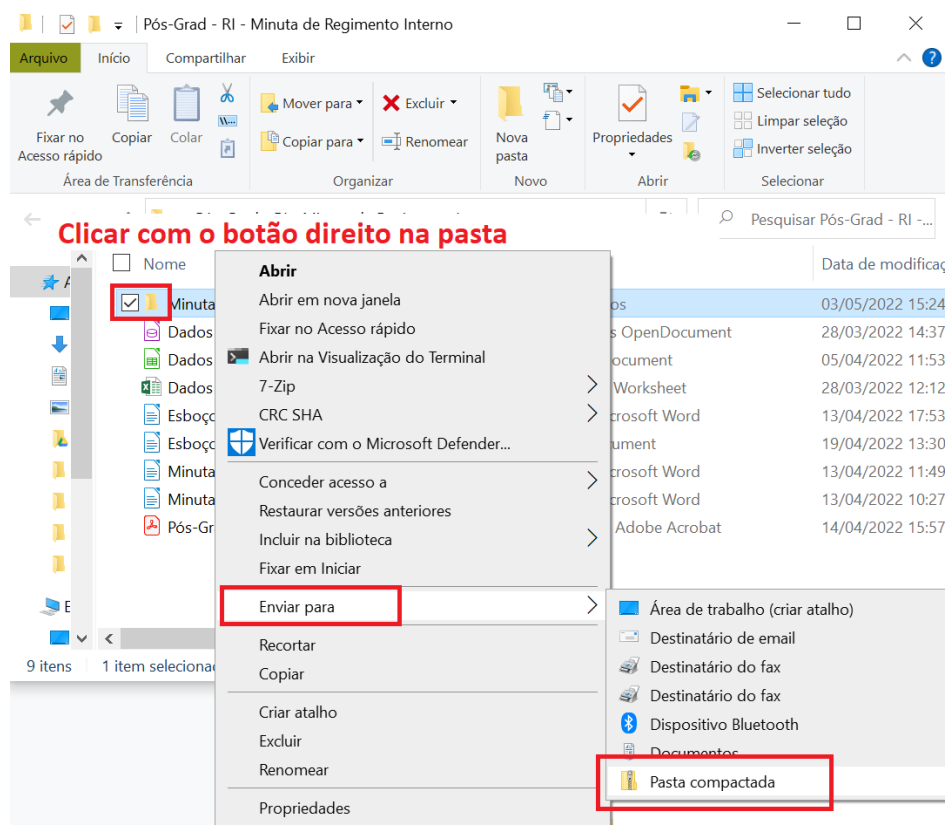 Pós-Grad - RI - Minuta de Regimento Interno
Arquivo Início Compartilhar Exibir
Fixar no Acesso rápido
Copiar
Colar
Mover para
Copiar para
Excluir
Renomear
Nova pasta
Propriedades
Selecionar tudo
Limpar seleção
Inverter seleção
Área de Transferência Organizar Novo Abrir Selecionar
Pesquisar Pós-Grad - RI -...
Clicar com o botão direito na pasta
Nome Data de modificaç
Minuta os 03/05/2022 15:24
Dados s OpenDocument 28/03/2022 14:37
Dados ocument 05/04/2022 11:53
Dados Worksheet 28/03/2022 12:12
Esboço crosoft Word 13/04/2022 17:53
Esboço ument 19/04/2022 13:30
Minuta crosoft Word 13/04/2022 11:49
Minuta crosoft Word 13/04/2022 10:27
Pós-Gr Adobe Acrobat 14/04/2022 15:57
9 itens 1 item selecionad
Abrir
Abrir em nova janela
Fixar no Acesso rápido
Abrir na Visualização do Terminal
7-Zip
CRC SHA
Verificar com o Microsoft Defender...
Conceder acesso a
Restaurar versões anteriores
Incluir na biblioteca
Fixar em Iniciar
Enviar para
Recortar
Copiar
Criar atalho
Excluir
Renomear
Propriedades
Área de trabalho (criar atalho)
Destinatário de email
Destinatário do fax
Destinatário do fax
Dispositivo Bluetooth
Documentos
Pasta compactada